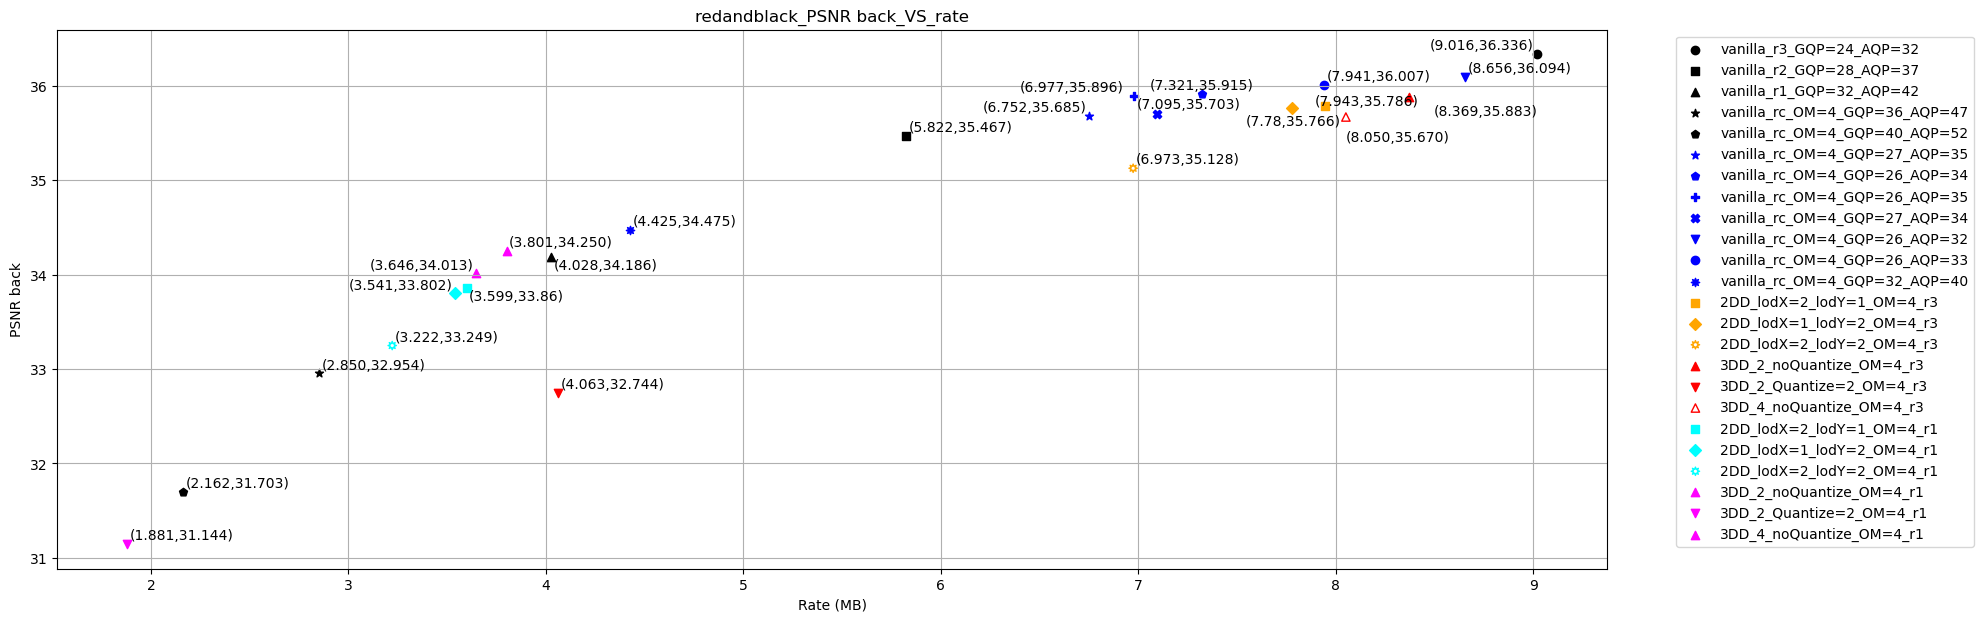 redandblack_PSNR back_VS_rate
(9.016,36.336)
(8.656,36.094)
(7.941,36.007)
(7.321,35.915)
(6.977,35.896)
(8.369,35.883)
(7.943,35.786)
(7.78,35.766)
(7.095,35.703)
(6.752,35.685)
(8.050,35.670)
(5.822,35.467)
(6.973,35.128)
(4.425,34.475)
(3.801,34.250)
(4.028,34.186)
(3.646,34.013)
(3.599,33.86)
(3.541,33.802)
(3.222,33.249)
(2.850,32.954)
(4.063,32.744)
(2.162,31.703)
(1.881,31.144)
36
35
34
33
32
31
PSNR back
2 3 4 5 6 7 8 9
Rate (MB)
vanilla_r3_GQP=24_AQP=32
vanilla_r2_GQP=28_AQP=37
vanilla_r1_GQP=32_AQP=42
vanilla_rc_OM=4_GQP=36_AQP=47
vanilla_rc_OM=4_GQP=40_AQP=52
vanilla_rc_OM=4_GQP=27_AQP=35
vanilla_rc_OM=4_GQP=26_AQP=34
vanilla_rc_OM=4_GQP=26_AQP=35
vanilla_rc_OM=4_GQP=27_AQP=34
vanilla_rc_OM=4_GQP=26_AQP=32
vanilla_rc_OM=4_GQP=26_AQP=33
vanilla_rc_OM=4_GQP=32_AQP=40
2DD_lodX=2_lodY=1_OM=4_r3
2DD_lodX=1_lodY=2_OM=4_r3
2DD_lodX=2_lodY=2_OM=4_r3
3DD_2_noQuantize_OM=4_r3
3DD_2_Quantize=2_OM=4_r3
3DD_4_noQuantize_OM=4_r3
2DD_lodX=2_lodY=1_OM=4_r1
2DD_lodX=1_lodY=2_OM=4_r1
2DD_lodX=2_lodY=2_OM=4_r1
3DD_2_noQuantize_OM=4_r1
3DD_2_Quantize=2_OM=4_r1
3DD_4_noQuantize_OM=4_r1